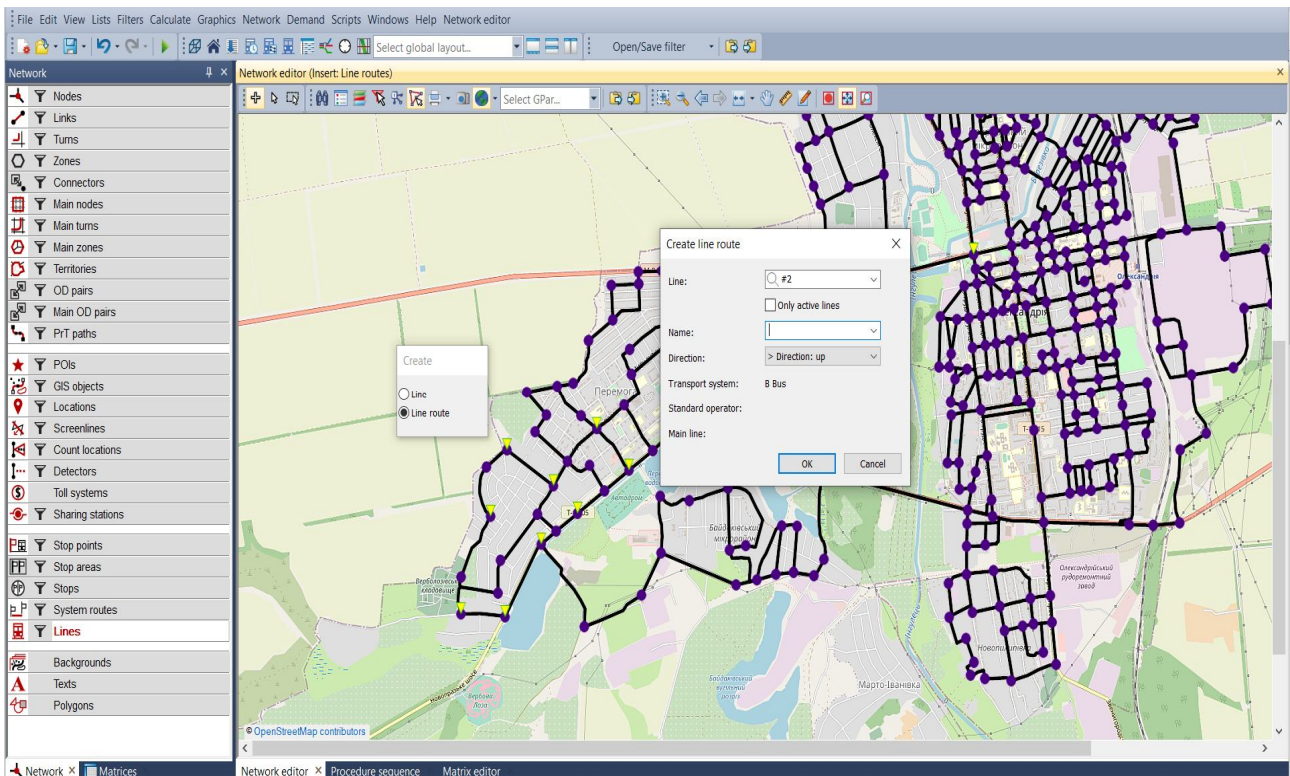 File Edit View Lists Filters Calculate Graphics Network Demand Scripts Windows Help Network editor
Select global layout...
Open/Save filter
Network
Network editor (Insert: Line routes)
Select GPar...
Nodes
Links
Turns
Zones
Connectors
Main nodes
Main turns
Main zones
Territories
OD pairs
Main OD pairs
PrT paths
POIs
GIS objects
Locations
Screenlines
Count locations
Detectors
Toll systems
Sharing stations
Stop points
Stop areas
Stops
System routes
Lines
Backgrounds
Texts
Polygons
Create
Line
Line route
Create line route
Line:
#2
Only active lines
Name:
Direction:
> Direction: up
Transport system:
B Bus
Standard operator:
Main line:
OK
Cancel
Олександрія
Автодром
Верболозівське
кладовище
Новопразьке шосе
Вербова
Лоза
Байдаківський
вугільний
розріз
Марто-Іванівка
Олександрійський
рудоремонтний
завод
Інгулець
© OpenStreetMap contributors
Network
Matrices
Network editor
Procedure sequence
Matrix editor